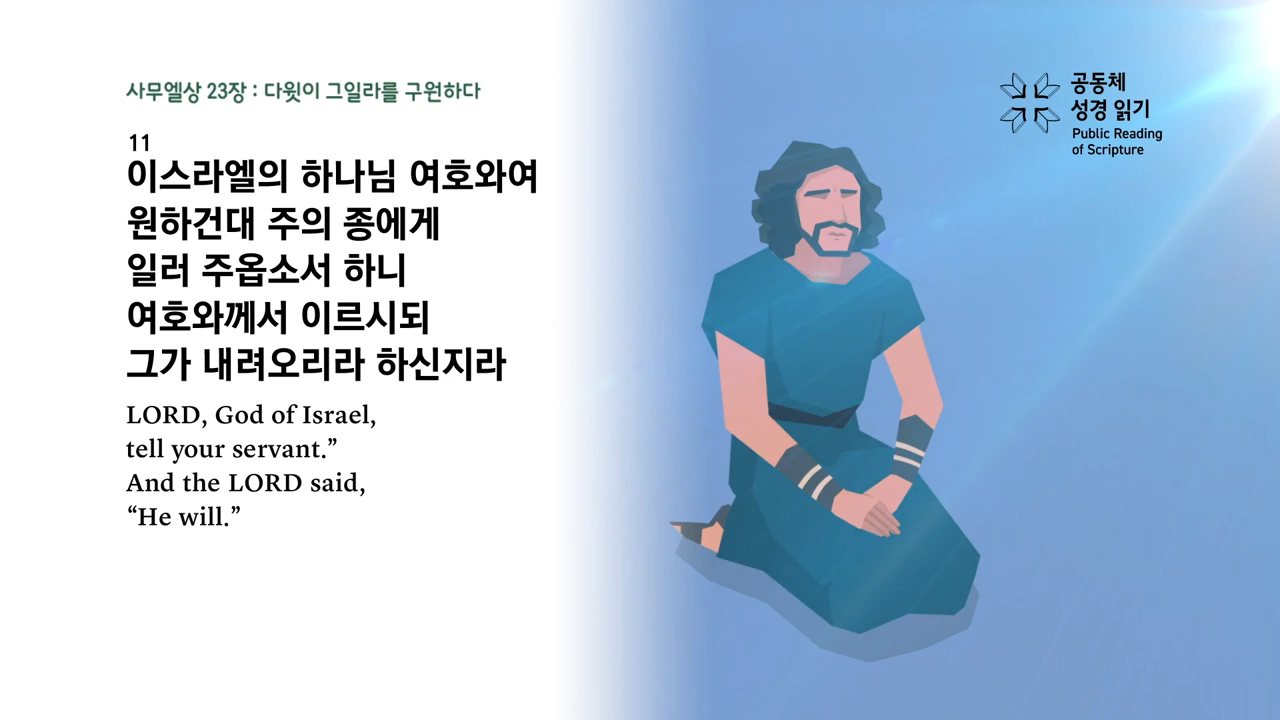 사무엘상 23장 : 다윗이 그일라를 구원하다
11
이스라엘의 하나님 여호와여
원하건대 주의 종에게
일러 주옵소서 하니
여호와께서 이르시되
그가 내려오리라 하신지라
LORD, God of Israel,
tell your servant.”
And the LORD said,
“He will.”
공동체
성경 읽기
Public Reading
of Scripture